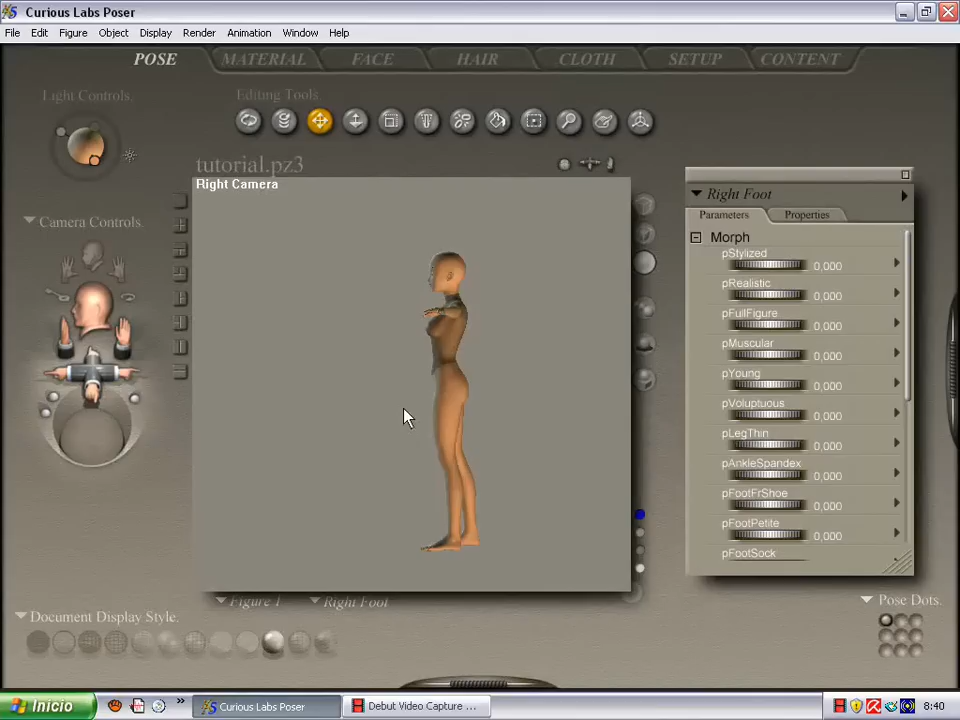 Curious Labs Poser
File Edit Figure Object Display Render Animation Window Help
POSE MATERIAL FACE HAIR CLOTH SETUP CONTENT
Light Controls.
Editing Tools.
tutorial.pz3
Right Camera
Camera Controls.
Right Foot
Parameters Properties
Morph
pStylized
0,000
pRealistic
0,000
pFullFigure
0,000
pMuscular
0,000
pYoung
0,000
pVoluptuous
0,000
pLegThin
0,000
pAnkleSpandex
0,000
pFootFrShoe
0,000
pFootPetite
0,000
pFootSock
Figure 1 Right Foot
Document Display Style.
Pose Dots.
Inicio
Curious Labs Poser
Debut Video Capture ...
8:40